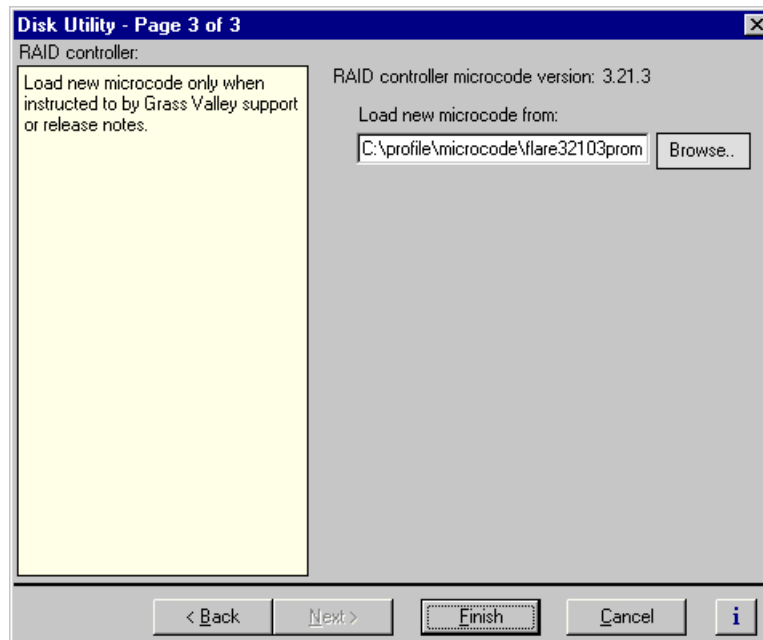 Disk Utility - Page 3 of 3
RAID controller:
Load new microcode only when
instructed to by Grass Valley support
or release notes.
RAID controller microcode version: 3.21.3
Load new microcode from:
C:\profile\microcode\flare32103prom
Browse..
< Back
Next >
Finish
Cancel
i